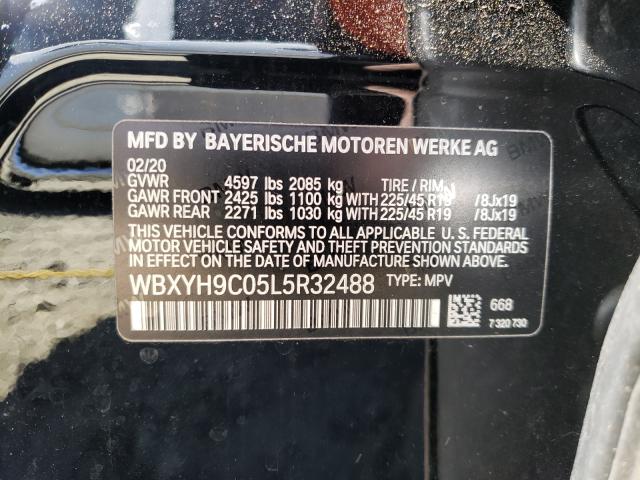 MFD BY BAYERISCHE MOTOREN WERKE AG
02/20
GVWR 4597 lbs 2085 kg TIRE / RIM
GAWR FRONT 2425 lbs 1100 kg WITH 225/45 R19 /8Jx19
GAWR REAR 2271 lbs 1030 kg WITH 225/45 R19 /8Jx19
THIS VEHICLE CONFORMS TO ALL APPLICABLE U. S. FEDERAL
MOTOR VEHICLE SAFETY AND THEFT PREVENTION STANDARDS
IN EFFECT ON THE DATE OF MANUFACTURE SHOWN ABOVE.
WBXYH9C05L5R32488 TYPE: MPV
668
7 320 730